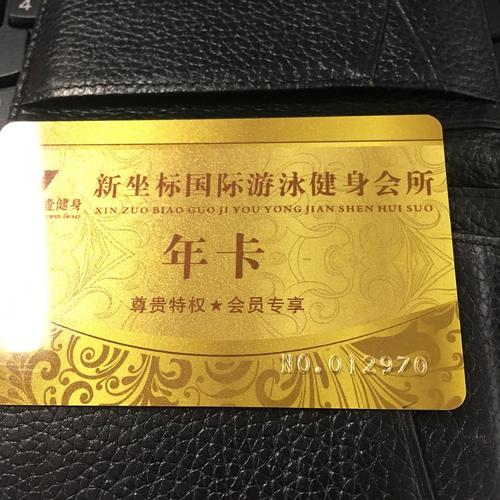 4
新坐标国际游泳健身会所
XIN ZUO BIAO GUO JI YOU YONG JIAN SHEN HUI SUO
健身
年卡
尊贵特权★会员专享
NO.012970